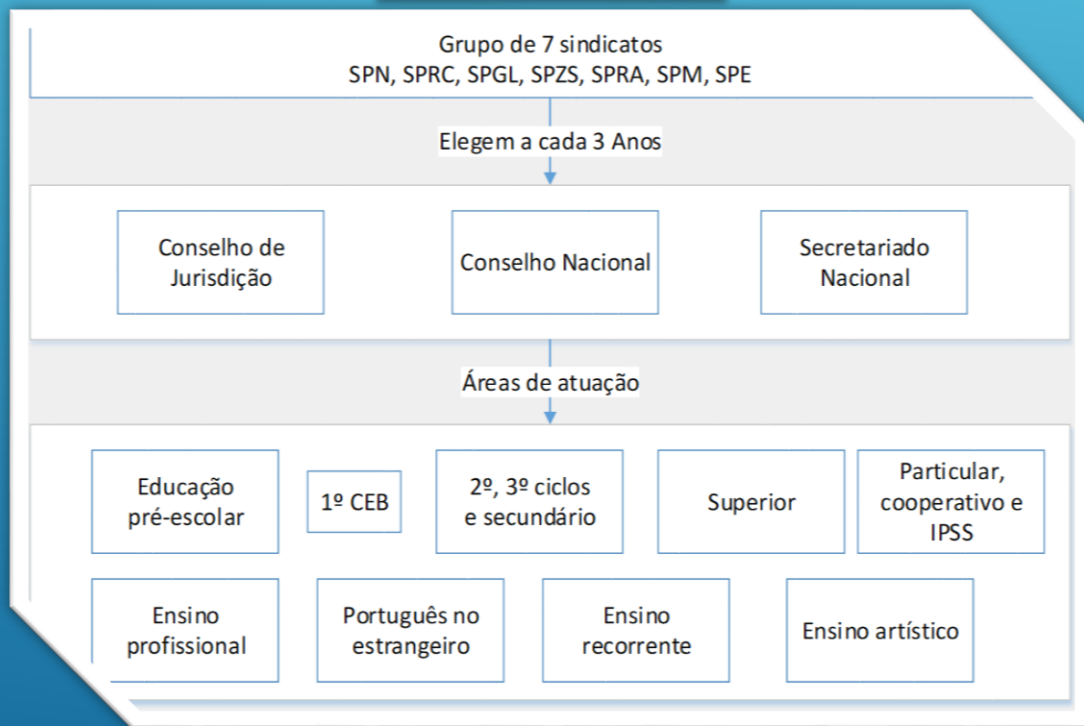 Grupo de 7 sindicatos
SPN, SPRC, SPGL, SPZS, SPRA, SPM, SPE
Elegem a cada 3 Anos
Conselho de
Jurisdição
Conselho Nacional
Secretariado
Nacional
Áreas de atuação
Educação
pré-escolar
1º CEB
2º, 3º ciclos
e secundário
Superior
Particular,
cooperativo e
IPSS
Ensino
profissional
Português no
estrangeiro
Ensino
recorrente
Ensino artístico